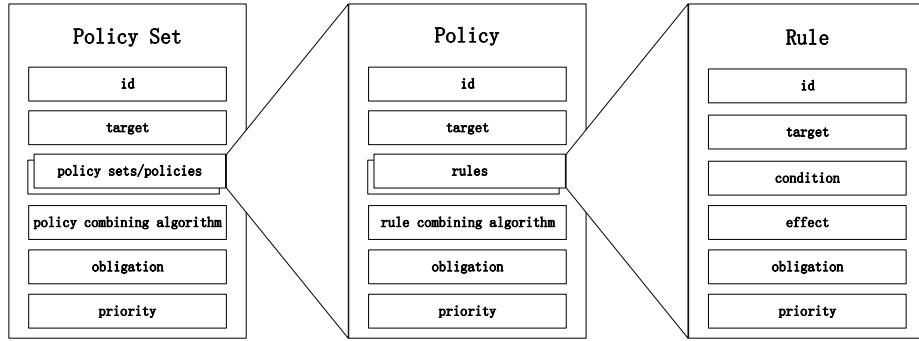 Policy Set
id
target
policy sets/policies
policy combining algorithm
obligation
priority
Policy
id
target
rules
rule combining algorithm
obligation
priority
Rule
id
target
condition
effect
obligation
priority